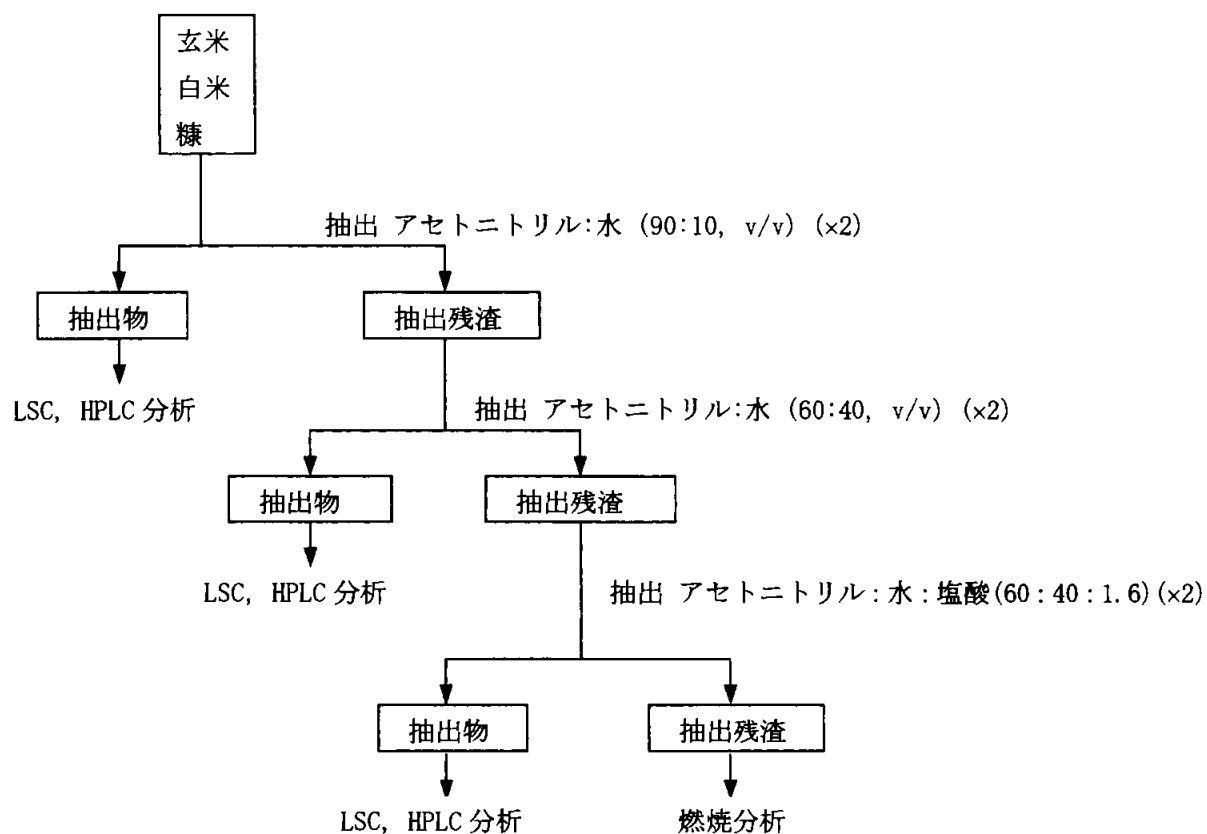 玄米
白米
糠
抽出 アセトニトリル:水 (90:10, v/v) (×2)
抽出物
抽出残渣
LSC, HPLC 分析
抽出 アセトニトリル:水 (60:40, v/v) (×2)
抽出物
抽出残渣
LSC, HPLC 分析
抽出 アセトニトリル:水:塩酸(60:40:1.6)(×2)
抽出物
抽出残渣
LSC, HPLC 分析
燃焼分析